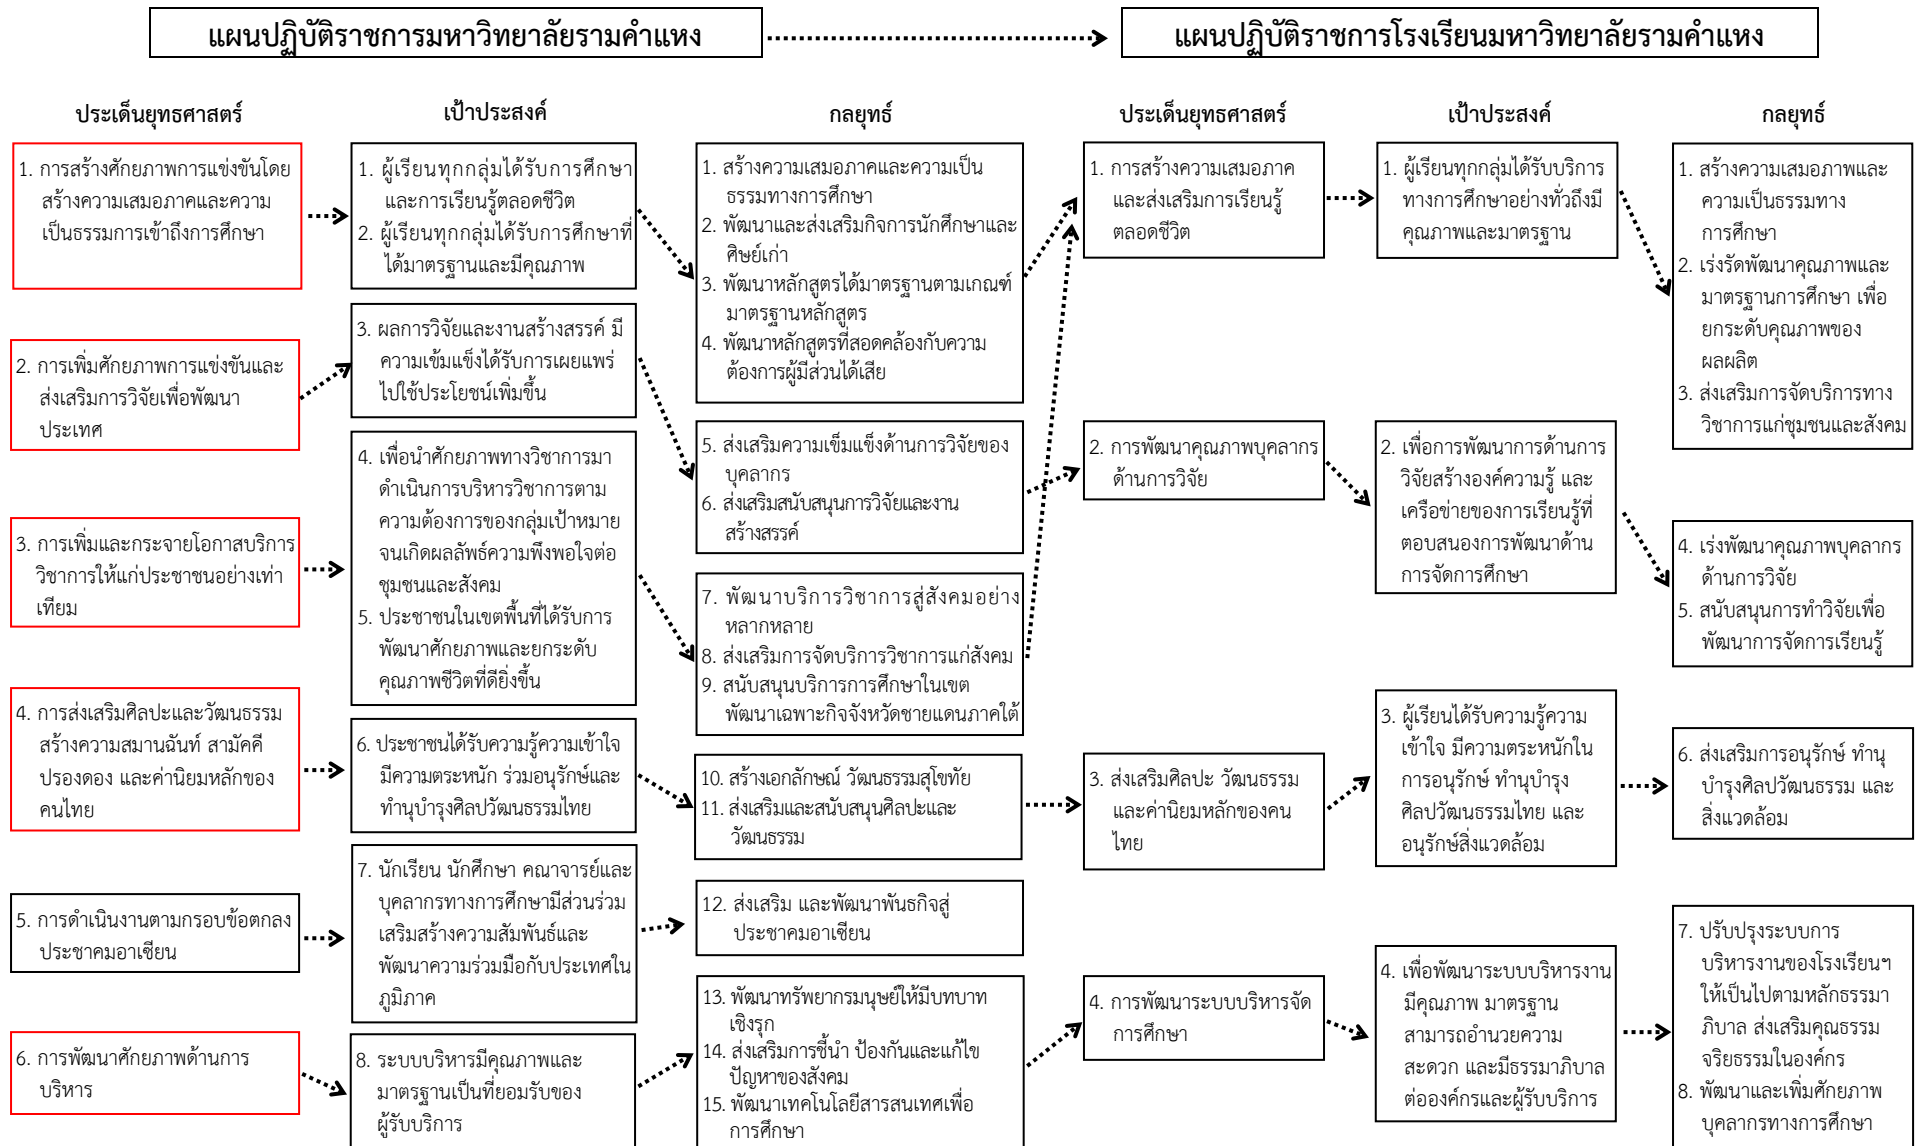 แผนปฏิบัติราชการมหาวิทยาลัยรามคำแหง
แผนปฏิบัติราชการโรงเรียนมหาวิทยาลัยรามคำแหง
ประเด็นยุทธศาสตร์
1. การสร้างศักยภาพการแข่งขันโดย
สร้างความเสมอภาคและความ
เป็นธรรมการเข้าถึงการศึกษา
2. การเพิ่มศักยภาพการแข่งขันและ
ส่งเสริมการวิจัยเพื่อพัฒนา
ประเทศ
3. การเพิ่มและกระจายโอกาสบริการ
วิชาการให้แก่ประชาชนอย่างเท่า
เทียม
4. การส่งเสริมศิลปะและวัฒนธรรม
สร้างความสมานฉันท์ สามัคคี
ปรองดอง และค่านิยมหลักของ
คนไทย
5. การดำเนินงานตามกรอบข้อตกลง
ประชาคมอาเซียน
6. การพัฒนาศักยภาพด้านการ
บริหาร
เป้าประสงค์
1. ผู้เรียนทุกกลุ่มได้รับการศึกษา
และการเรียนรู้ตลอดชีวิต
2. ผู้เรียนทุกกลุ่มได้รับการศึกษาที่
ได้มาตรฐานและมีคุณภาพ
3. ผลการวิจัยและงานสร้างสรรค์ มี
ความเข้มแข็งได้รับการเผยแพร่
ไปใช้ประโยชน์เพิ่มขึ้น
4. เพื่อนำศักยภาพทางวิชาการมา
ดำเนินการบริหารวิชาการตาม
ความต้องการของกลุ่มเป้าหมาย
จนเกิดผลลัพธ์ความพึงพอใจต่อ
ชุมชนและสังคม
5. ประชาชนในเขตพื้นที่ได้รับการ
พัฒนาศักยภาพและยกระดับ
คุณภาพชีวิตที่ดียิ่งขึ้น
6. ประชาชนได้รับความรู้ความเข้าใจ
มีความตระหนัก ร่วมอนุรักษ์และ
ทำนุบำรุงศิลปวัฒนธรรมไทย
7. นักเรียน นักศึกษา คณาจารย์และ
บุคลากรทางการศึกษามีส่วนร่วม
เสริมสร้างความสัมพันธ์และ
พัฒนาความร่วมมือกับประเทศใน
ภูมิภาค
8. ระบบบริหารมีคุณภาพและ
มาตรฐานเป็นที่ยอมรับของ
ผู้รับบริการ
กลยุทธ์
1. สร้างความเสมอภาคและความเป็น
ธรรมทางการศึกษา
2. พัฒนาและส่งเสริมกิจการนักศึกษาและ
ศิษย์เก่า
3. พัฒนาหลักสูตรได้มาตรฐานตามเกณฑ์
มาตรฐานหลักสูตร
4. พัฒนาหลักสูตรที่สอดคล้องกับความ
ต้องการผู้มีส่วนได้เสีย
5. ส่งเสริมความเข็มแข็งด้านการวิจัยของ
บุคลากร
6. ส่งเสริมสนับสนุนการวิจัยและงาน
สร้างสรรค์
7. พัฒนาบริการวิชาการสู่สังคมอย่าง
หลากหลาย
8. ส่งเสริมการจัดบริการวิชาการแก่สังคม
9. สนับสนุนบริการการศึกษาในเขต
พัฒนาเฉพาะกิจจังหวัดชายแดนภาคใต้
10. สร้างเอกลักษณ์ วัฒนธรรมสุโขทัย
11. ส่งเสริมและสนับสนุนศิลปะและ
วัฒนธรรม
12. ส่งเสริม และพัฒนาพันธกิจสู่
ประชาคมอาเซียน
13. พัฒนาทรัพยากรมนุษย์ให้มีบทบาท
เชิงรุก
14. ส่งเสริมการชี้นำ ป้องกันและแก้ไข
ปัญหาของสังคม
15. พัฒนาเทคโนโลยีสารสนเทศเพื่อ
การศึกษา
ประเด็นยุทธศาสตร์
1. การสร้างความเสมอภาค
และส่งเสริมการเรียนรู้
ตลอดชีวิต
2. การพัฒนาคุณภาพบุคลากร
ด้านการวิจัย
3. ส่งเสริมศิลปะ วัฒนธรรม
และค่านิยมหลักของคน
ไทย
4. การพัฒนาระบบบริหารจัด
การศึกษา
เป้าประสงค์
1. ผู้เรียนทุกกลุ่มได้รับบริการ
ทางการศึกษาอย่างทั่วถึงมี
คุณภาพและมาตรฐาน
2. เพื่อการพัฒนาการด้านการ
วิจัยสร้างองค์ความรู้ และ
เครือข่ายของการเรียนรู้ที่
ตอบสนองการพัฒนาด้าน
การจัดการศึกษา
3. ผู้เรียนได้รับความรู้ความ
เข้าใจ มีความตระหนักใน
การอนุรักษ์ ทำนุบำรุง
ศิลปวัฒนธรรมไทย และ
อนุรักษ์สิ่งแวดล้อม
4. เพื่อพัฒนาระบบบริหารงาน
มีคุณภาพ มาตรฐาน
สามารถอำนวยความ
สะดวก และมีธรรมาภิบาล
ต่อองค์กรและผู้รับบริการ
กลยุทธ์
1. สร้างความเสมอภาพและ
ความเป็นธรรมทาง
การศึกษา
2. เร่งรัดพัฒนาคุณภาพและ
มาตรฐานการศึกษา เพื่อ
ยกระดับคุณภาพของ
ผลผลิต
3. ส่งเสริมการจัดบริการทาง
วิชาการแก่ชุมชนและสังคม
4. เร่งพัฒนาคุณภาพบุคลากร
ด้านการวิจัย
5. สนับสนุนการทำวิจัยเพื่อ
พัฒนาการจัดการเรียนรู้
6. ส่งเสริมการอนุรักษ์ ทำนุ
บำรุงศิลปวัฒนธรรม และ
สิ่งแวดล้อม
7. ปรับปรุงระบบการ
บริหารงานของโรงเรียนฯ
ให้เป็นไปตามหลักธรรมา
ภิบาล ส่งเสริมคุณธรรม
จริยธรรมในองค์กร
8. พัฒนาและเพิ่มศักยภาพ
บุคลากรทางการศึกษา